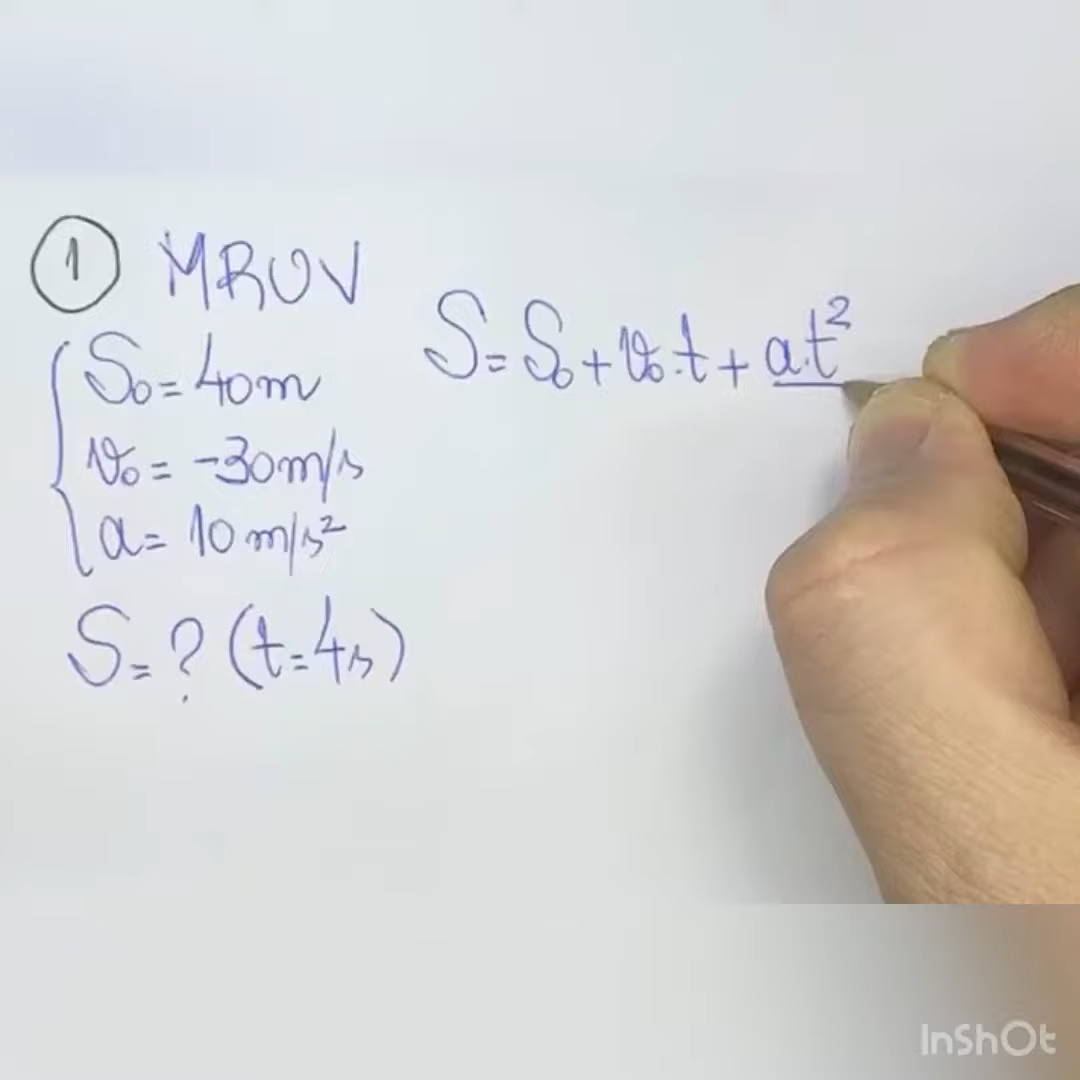 1 MRUV
S₀ = 40m
v₀ = -30m/s
a = 10 m/s²
S = ? (t = 4s)
S = S₀ + v₀.t + a.t²
InShOt